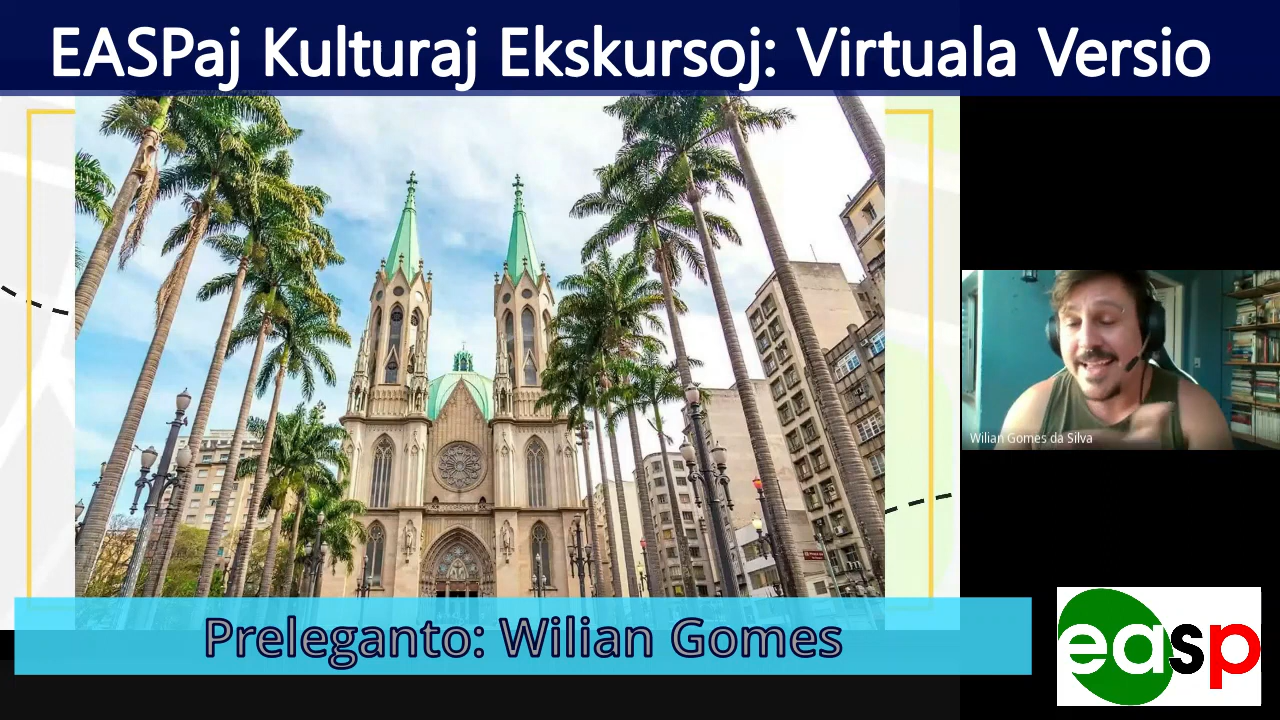 EASPaj Kulturaj Ekskursoj: Virtuala Versio
Wilian Gomes da Silva
Preleganto: Wilian Gomes
easp